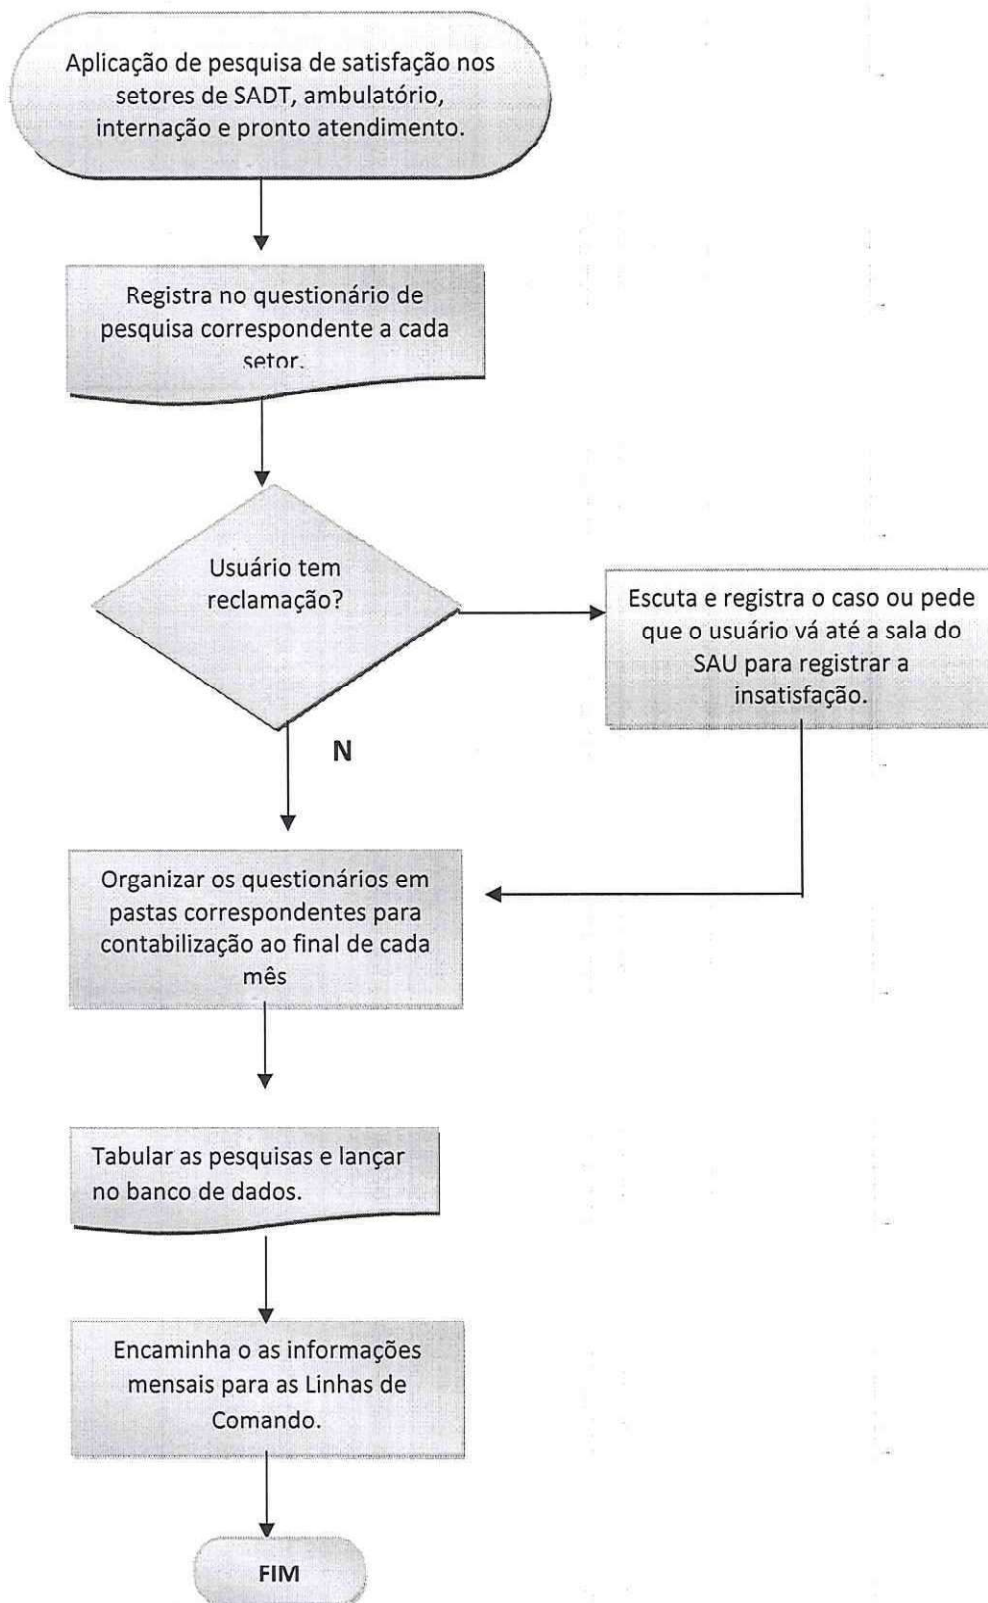 Aplicação de pesquisa de satisfação nos
setores de SADT, ambulatório,
internação e pronto atendimento.
Registra no questionário de
pesquisa correspondente a cada
setor.
Usuário tem
reclamação?
Escuta e registra o caso ou pede
que o usuário vá até a sala do
SAU para registrar a
insatisfação.
N
Organizar os questionários em
pastas correspondentes para
contabilização ao final de cada
mês
Tabular as pesquisas e lançar
no banco de dados.
Encaminha o as informações
mensais para as Linhas de
Comando.
FIM